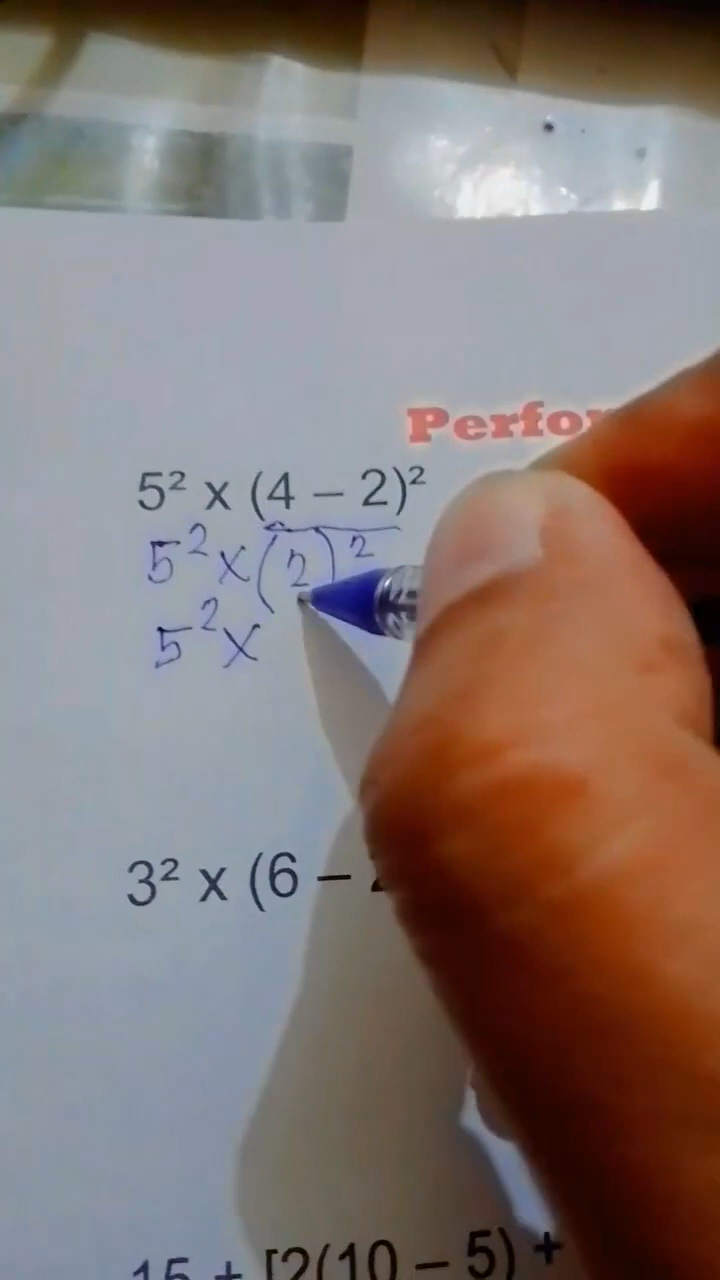 Perfo
5² x (4 – 2)²
5² x (2)²
5² x
3² x (6 –
15 + [2(10 – 5) +